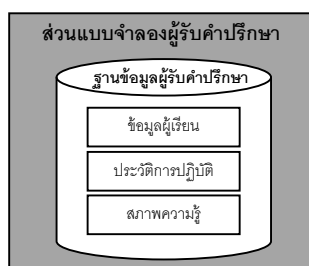 ส่วนแบบจำลองผู้รับคำปรึกษา
ฐานข้อมูลผู้รับคำปรึกษา
ข้อมูลผู้เรียน
ประวัติการปฏิบัติ
สภาพความรู้